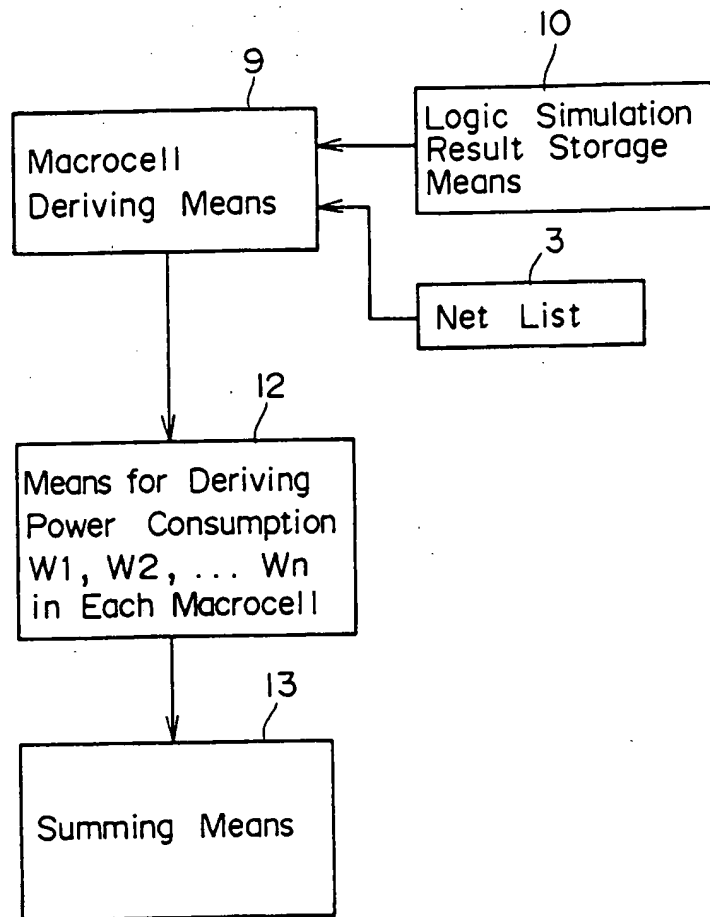 9
Macrocell
Deriving Means
10
Logic Simulation
Result Storage
Means
3
Net List
12
Means for Deriving
Power Consumption
W1, W2, ... Wn
in Each Macrocell
13
Summing Means